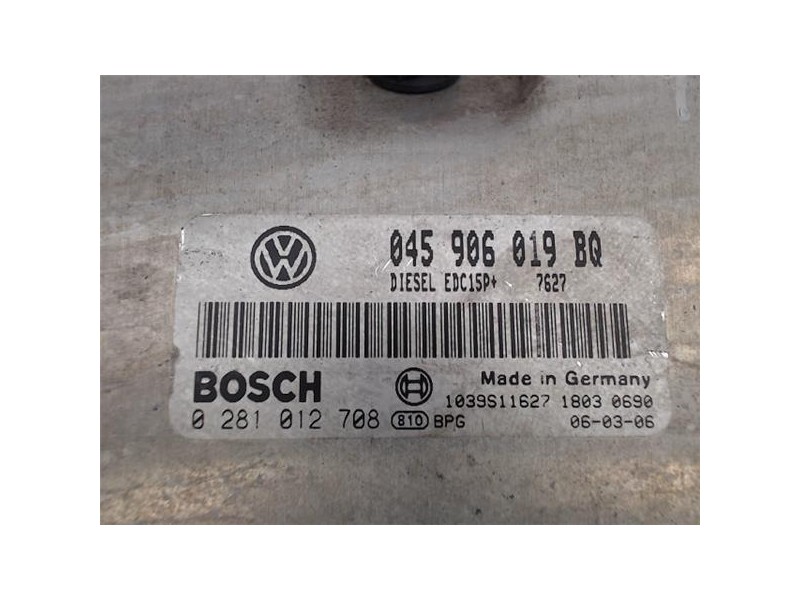 045 906 019 BQ
DIESEL EDC15P+ 7627
BOSCH
Made in Germany
1039S11627 1803 0690
0 281 012 708 810 BPG
06-03-06